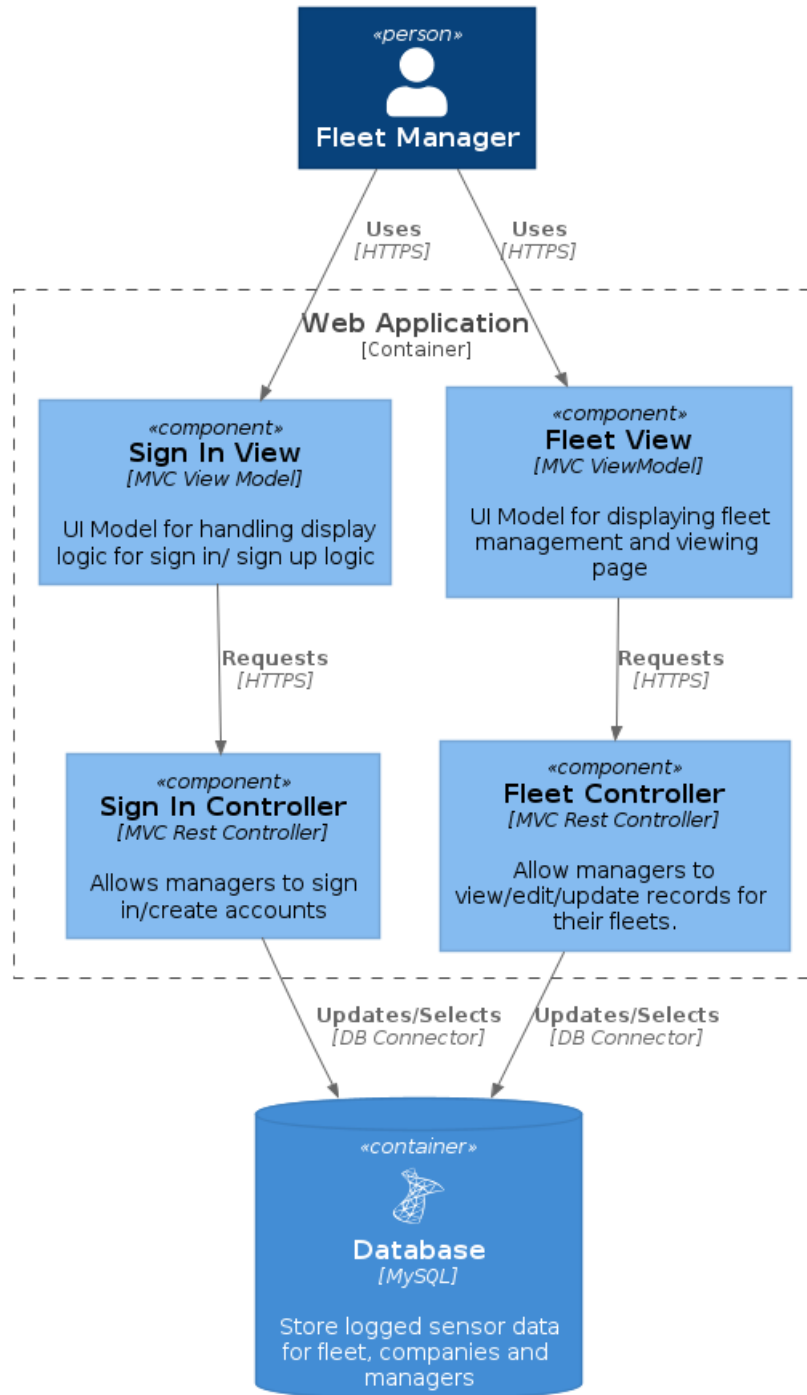 «person»
Fleet Manager
Uses
[HTTPS]
Uses
[HTTPS]
Web Application
[Container]
«component»
Sign In View
[MVC View Model]
UI Model for handling display
logic for sign in/ sign up logic
«component»
Fleet View
[MVC ViewModel]
UI Model for displaying fleet
management and viewing
page
Requests
[HTTPS]
Requests
[HTTPS]
«component»
Sign In Controller
[MVC Rest Controller]
Allows managers to sign
in/create accounts
«component»
Fleet Controller
[MVC Rest Controller]
Allow managers to
view/edit/update records for
their fleets.
Updates/Selects
[DB Connector]
Updates/Selects
[DB Connector]
«container»
Database
[MySQL]
Store logged sensor data
for fleet, companies and
managers